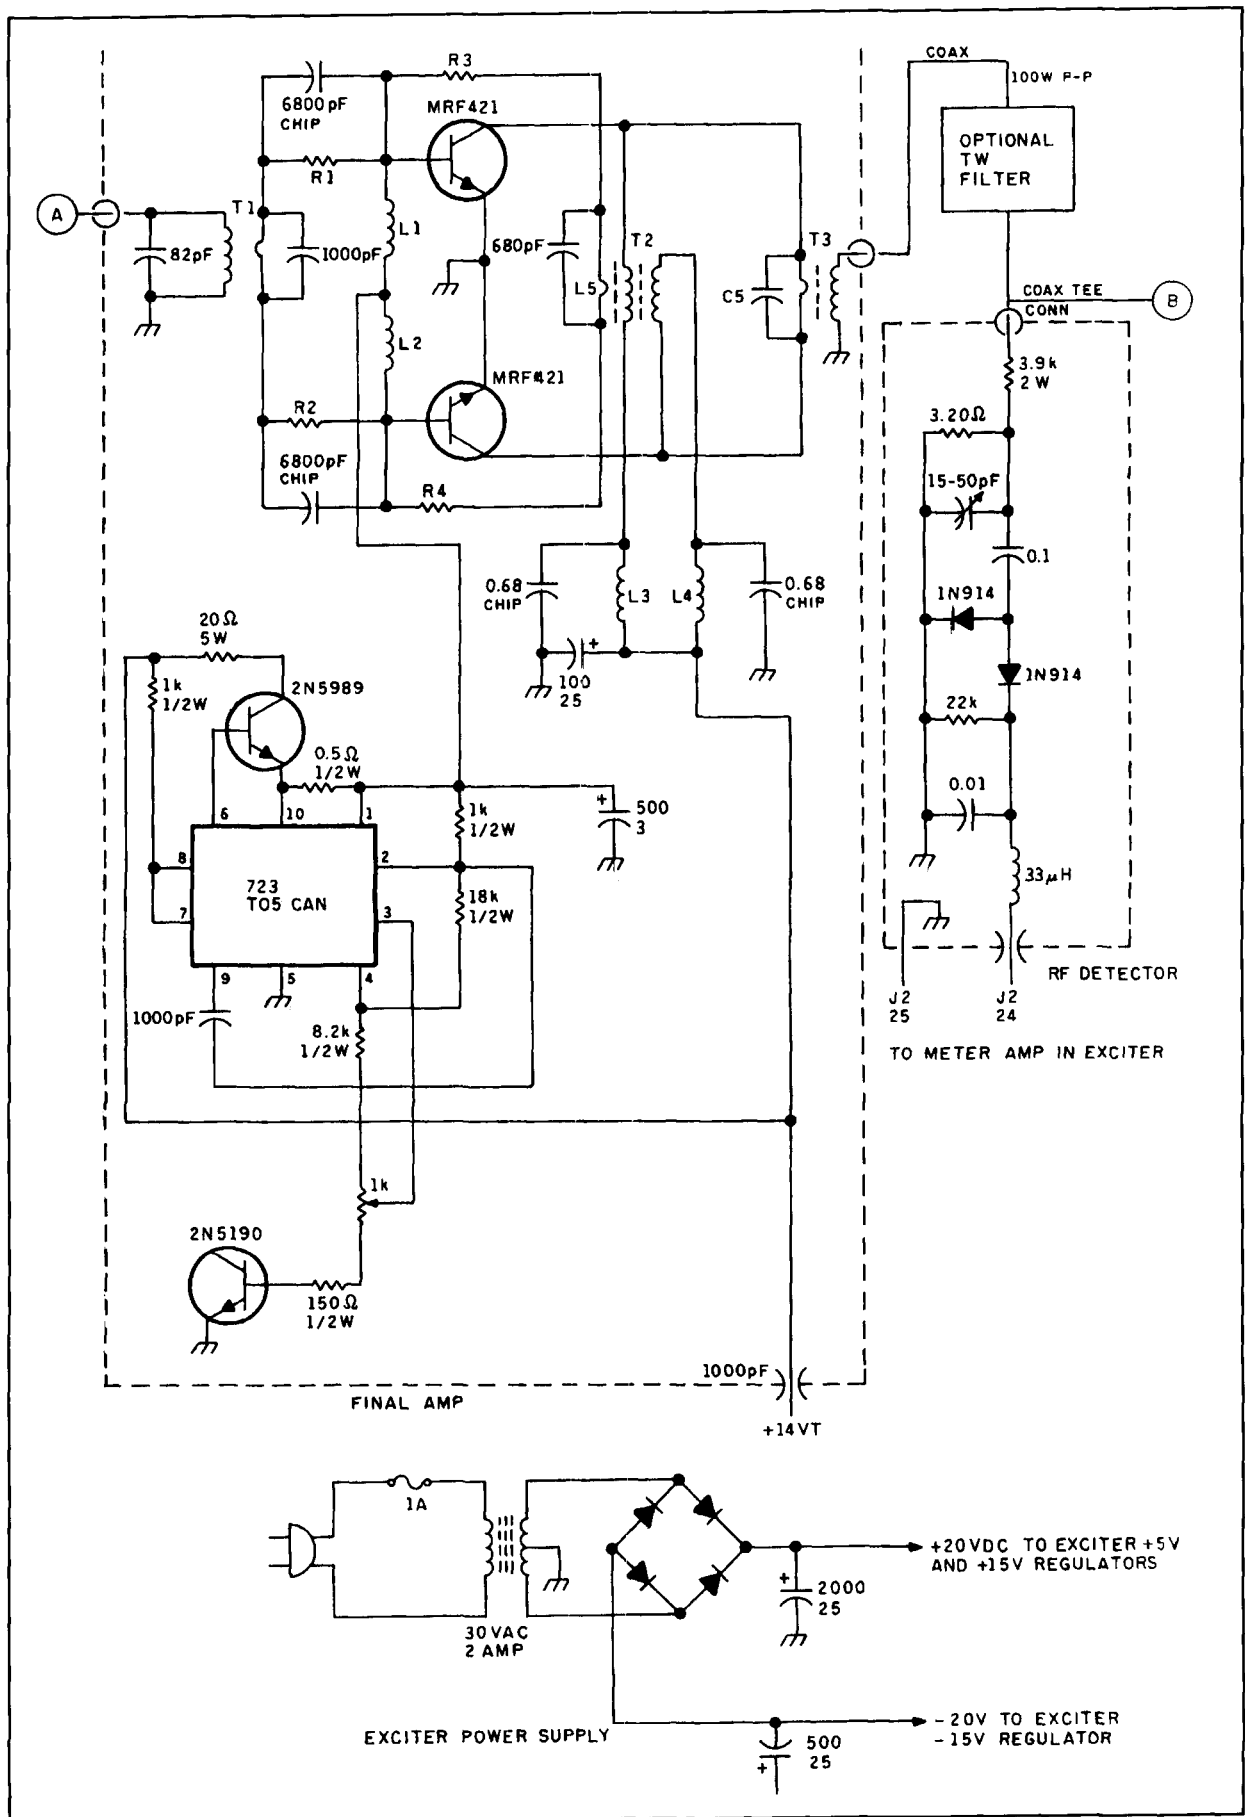 COAX
100W P-P
R3
6800pF
CHIP
MRF421
OPTIONAL
TW
FILTER
R1
A
T1
L1
82pF
1000pF
680pF
T2
T3
L5
C5
COAX TEE
CONN
B
L2
MRF421
3.9k
2W
R2
3.20Ω
6800pF
CHIP
R4
15-50pF
0.1
0.68
CHIP
L3
L4
0.68
CHIP
1N914
20Ω
5W
+
100
25
1N914
1k
1/2W
2N5989
22k
0.5Ω
1/2W
+
500
3
1k
1/2W
0.01
6
10
1
8
2
723
TO5 CAN
18k
1/2W
33μH
7
3
9
5
4
RF DETECTOR
1000pF
8.2k
1/2W
J2
25
J2
24
TO METER AMP IN EXCITER
1k
2N5190
150Ω
1/2W
1000pF
FINAL AMP
+14VT
1A
+20VDC TO EXCITER +5V
AND +15V REGULATORS
+
2000
25
30VAC
2 AMP
-20V TO EXCITER
-15V REGULATOR
EXCITER POWER SUPPLY
500
25
+